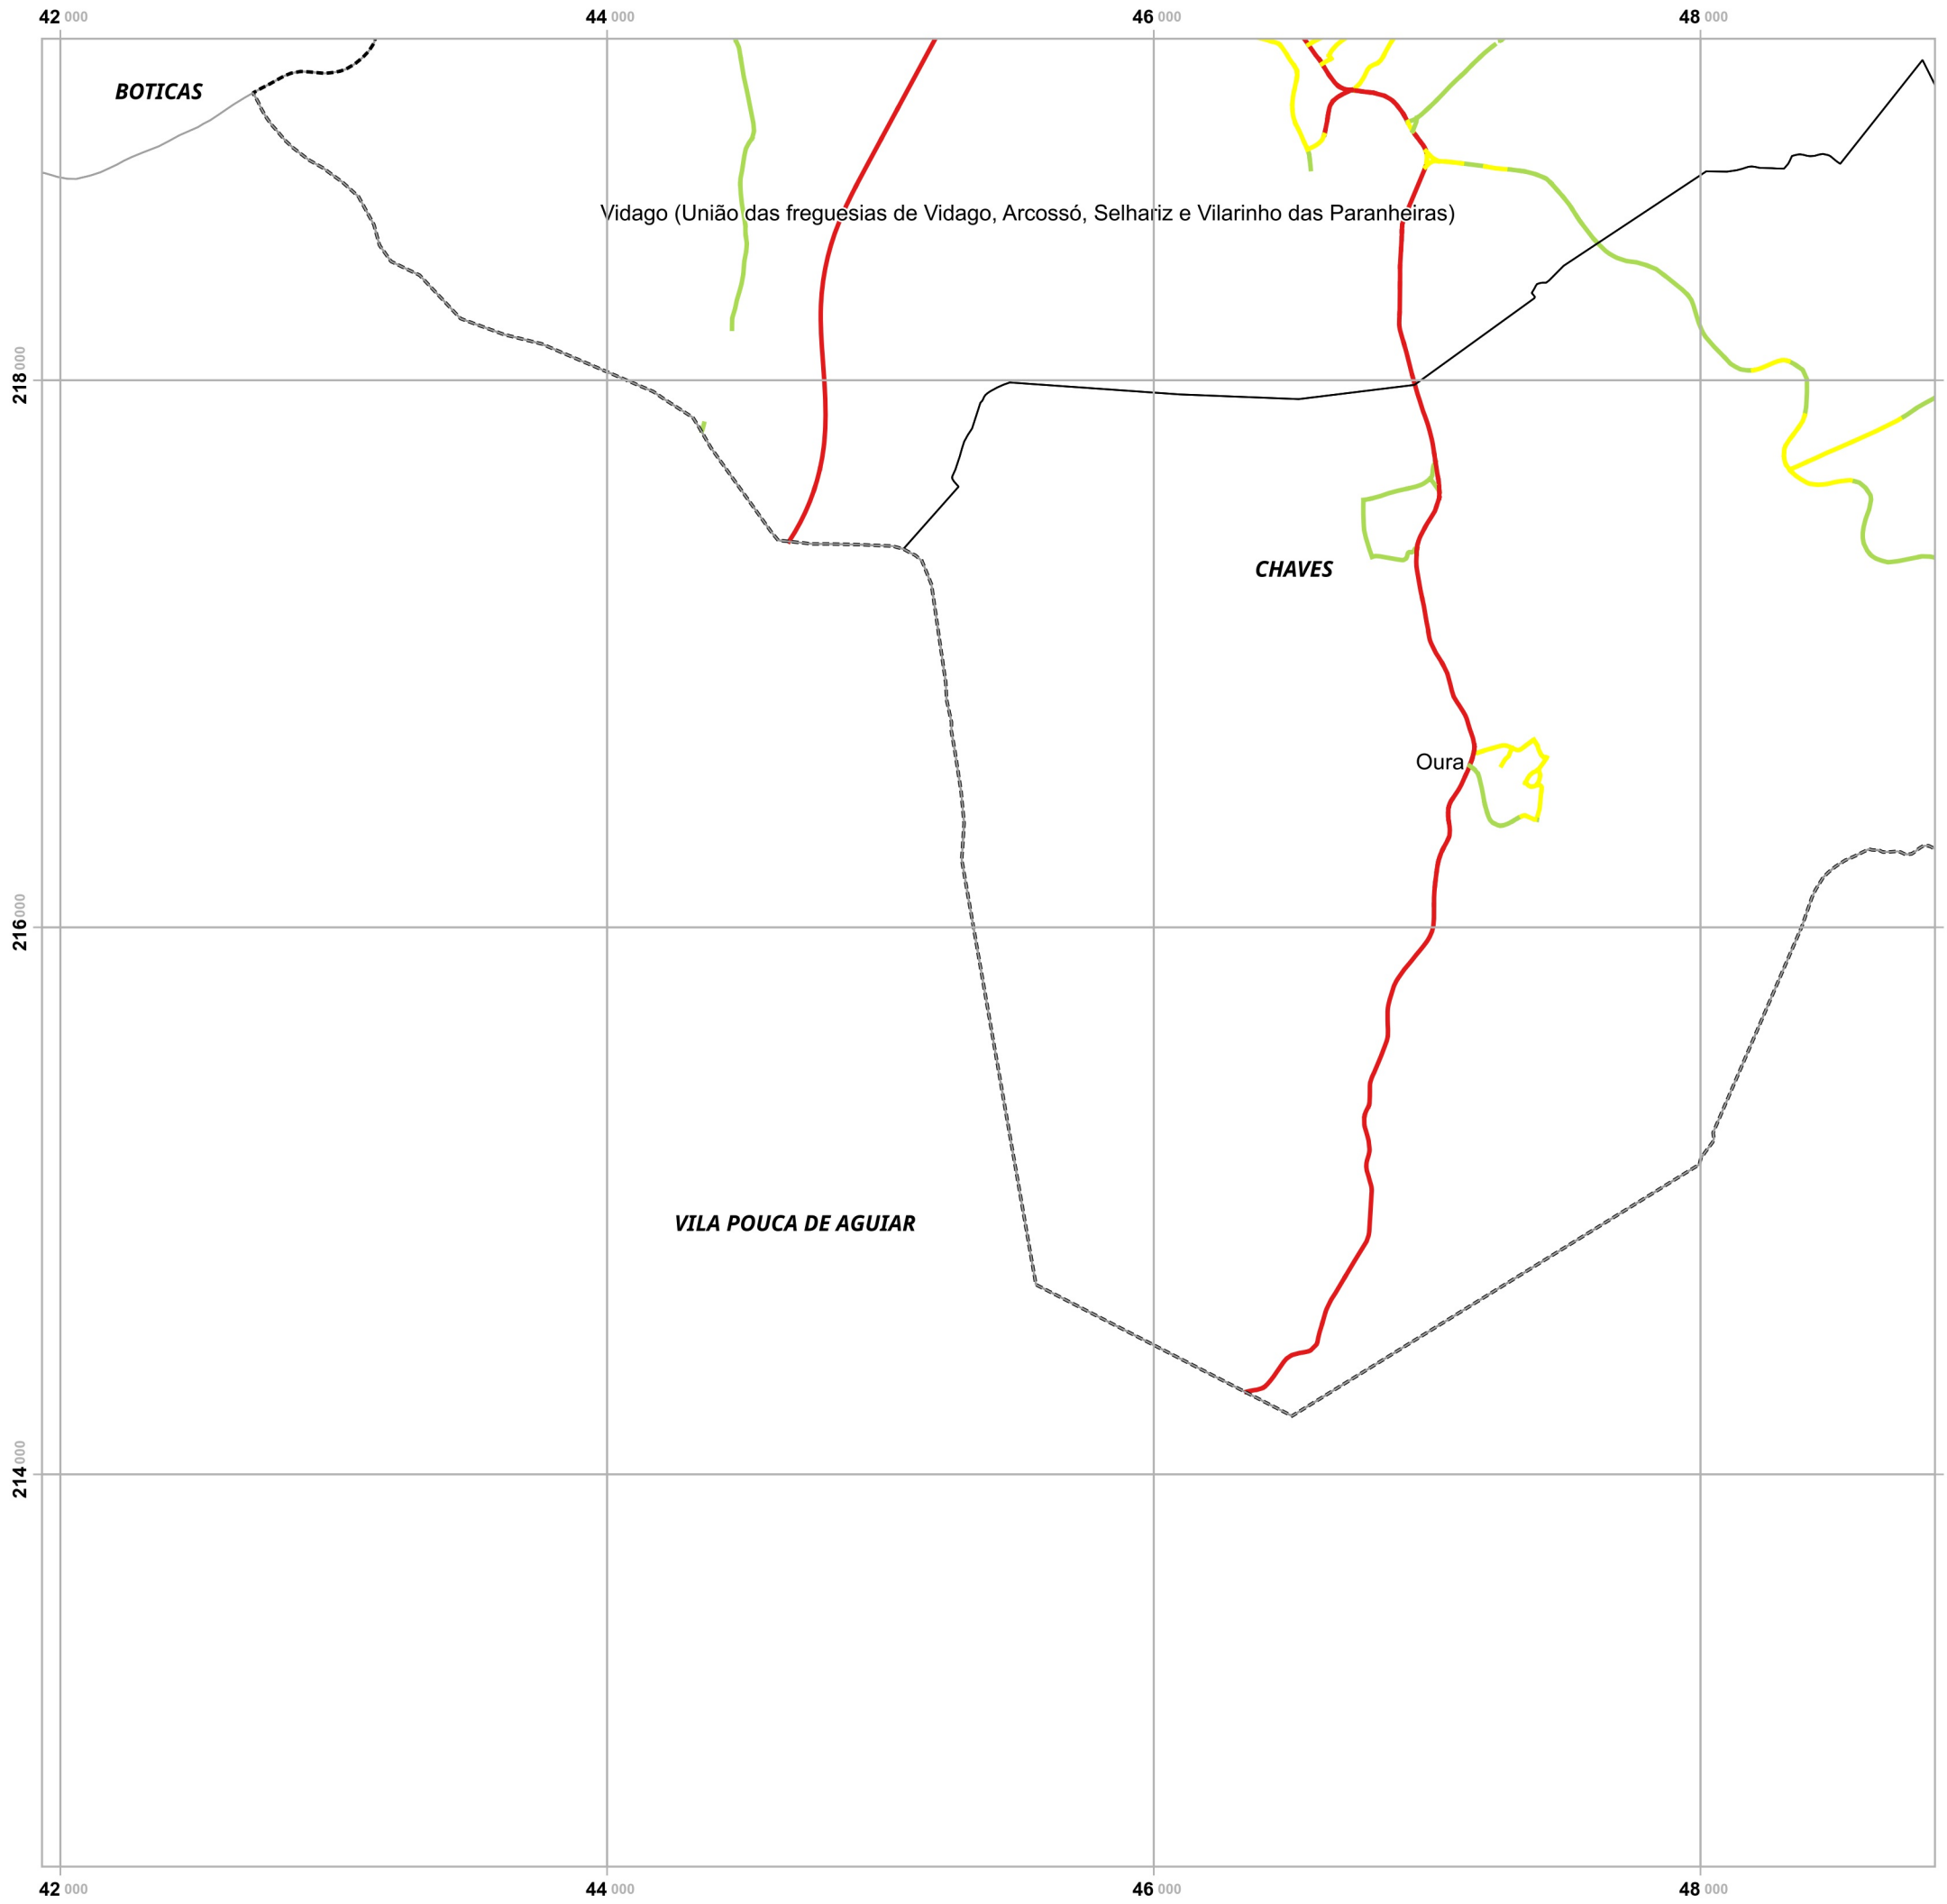 42 000 44 000 46 000 48 000
BOTICAS
Vidago (União das freguesias de Vidago, Arcossó, Selhariz e Vilarinho das Paranheiras)
218 000
CHAVES
Oura
216 000
VILA POUCA DE AGUIAR
214 000
42 000 44 000 46 000 48 000